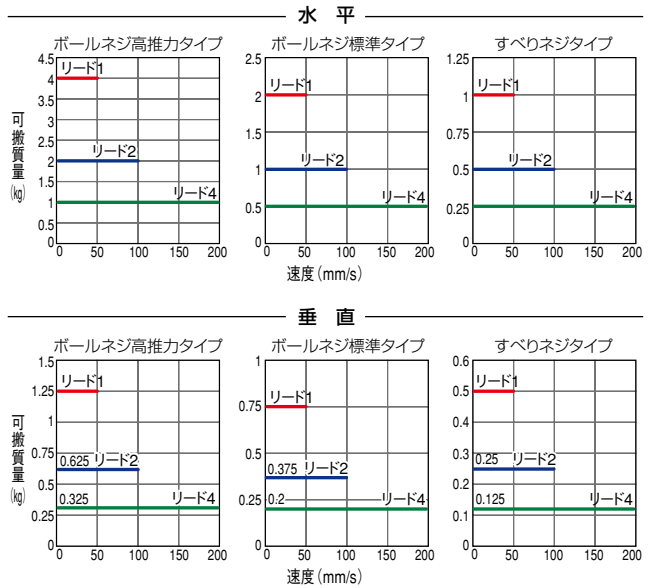 水 平
ボールネジ高推力タイプ
可搬質量(kg)
4.5
4
3.5
3
2.5
2
1.5
1
0.5
0
リード1
リード2
リード4
0 50 100 150 200
ボールネジ標準タイプ
2.5
2
1.5
1
0.5
0
リード1
リード2
リード4
0 50 100 150 200
速度(mm/s)
すべりネジタイプ
1.25
1
0.75
0.5
0.25
0
リード1
リード2
リード4
0 50 100 150 200
垂 直
ボールネジ高推力タイプ
可搬質量(kg)
1.5
1.25
1
0.75
0.5
0.25
0
リード1
0.625 リード2
0.325 リード4
0 50 100 150 200
ボールネジ標準タイプ
1
0.75
0.5
0.25
0
リード1
0.375 リード2
0.2 リード4
0 50 100 150 200
速度(mm/s)
すべりネジタイプ
0.6
0.5
0.4
0.3
0.2
0.1
0
リード1
0.25 リード2
0.125 リード4
0 50 100 150 200